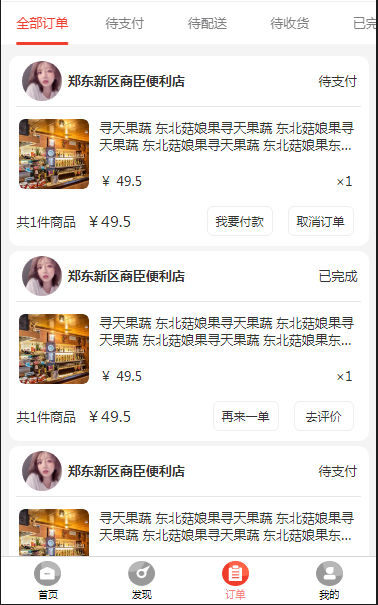 全部订单 待支付 待配送 待收货 已完
郑东新区商臣便利店 待支付
寻天果蔬 东北菇娘果寻天果蔬 东北菇娘果寻
天果蔬 东北菇娘果寻天果蔬 东北菇娘果东...
￥ 49.5 ×1
共1件商品 ￥49.5 我要付款 取消订单
郑东新区商臣便利店 已完成
寻天果蔬 东北菇娘果寻天果蔬 东北菇娘果寻
天果蔬 东北菇娘果寻天果蔬 东北菇娘果东...
￥ 49.5 ×1
共1件商品 ￥49.5 再来一单 去评价
郑东新区商臣便利店 待支付
寻天果蔬 东北菇娘果寻天果蔬 东北菇娘果寻
天果蔬 东北菇娘果寻天果蔬 东北菇娘果东...
首页 发现 订单 我的